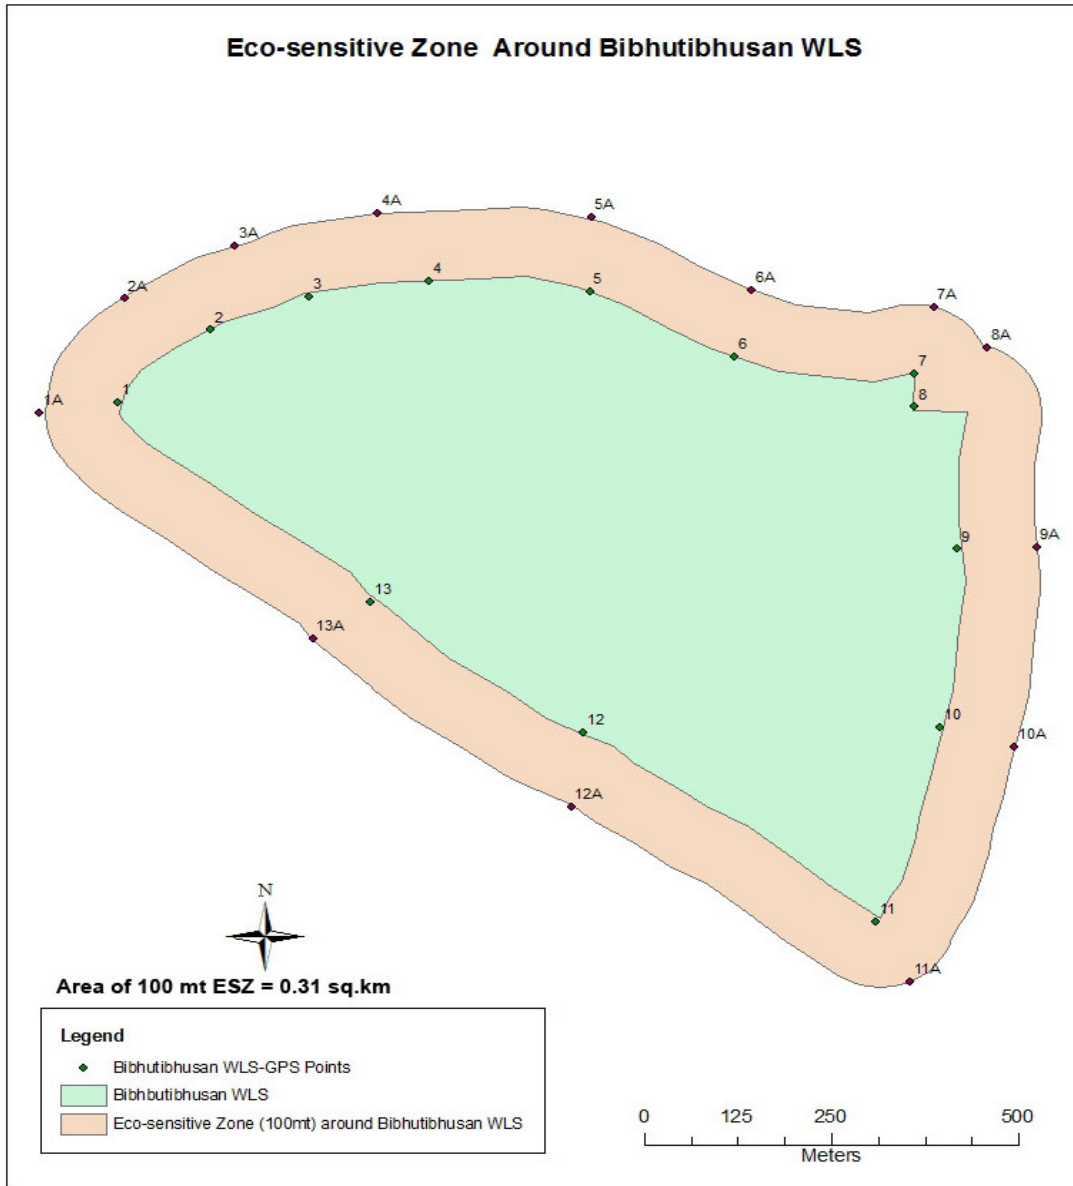 Eco-sensitive Zone Around Bibhutibhusan WLS
4A
5A
3A
6A
2A
4
3
5
7A
2
8A
6
7
1
8
1A
9
9A
13
13A
12
10
10A
12A
11
11A
N
Area of 100 mt ESZ = 0.31 sq.km
Legend
Bibhutibhusan WLS-GPS Points
Bibhbutibhusan WLS
Eco-sensitive Zone (100mt) around Bibhutibhusan WLS
0 125 250 500
Meters